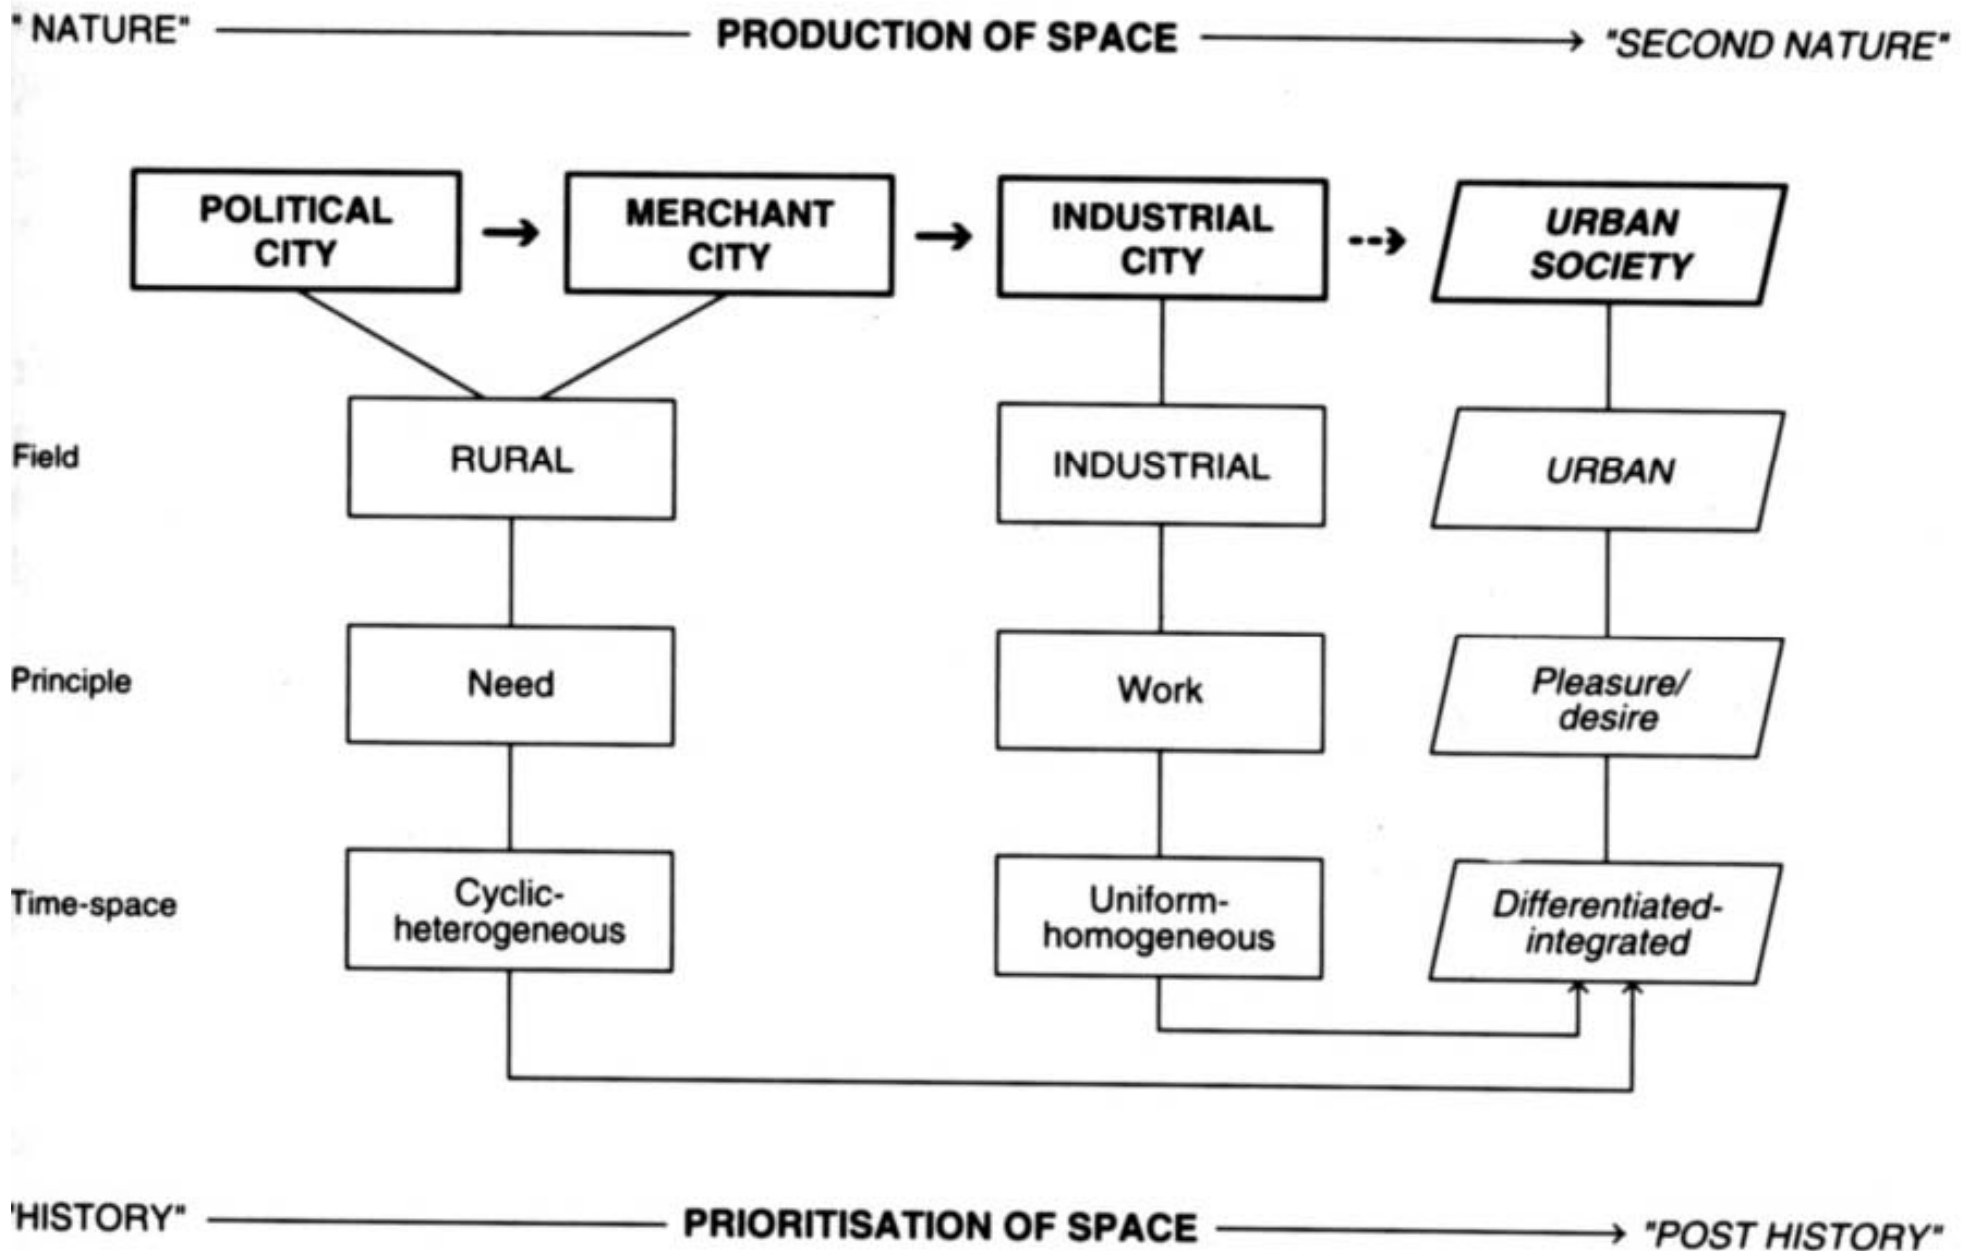 "NATURE" PRODUCTION OF SPACE "SECOND NATURE"
POLITICAL
CITY
MERCHANT
CITY
INDUSTRIAL
CITY
URBAN
SOCIETY
Field
RURAL
INDUSTRIAL
URBAN
Principle
Need
Work
Pleasure/
desire
Time-space
Cyclic-
heterogeneous
Uniform-
homogeneous
Differentiated-
integrated
"HISTORY" PRIORITISATION OF SPACE "POST HISTORY"